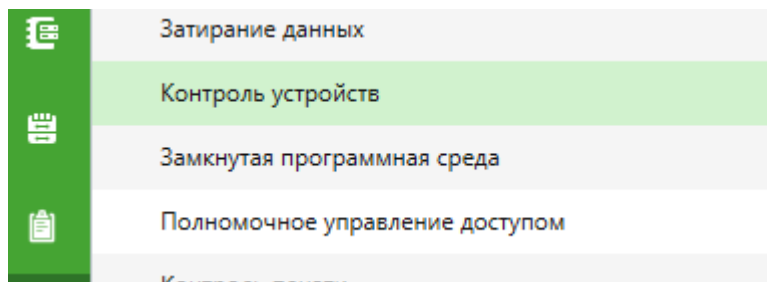 Затирание данных
Контроль устройств
Замкнутая программная среда
Полномочное управление доступом